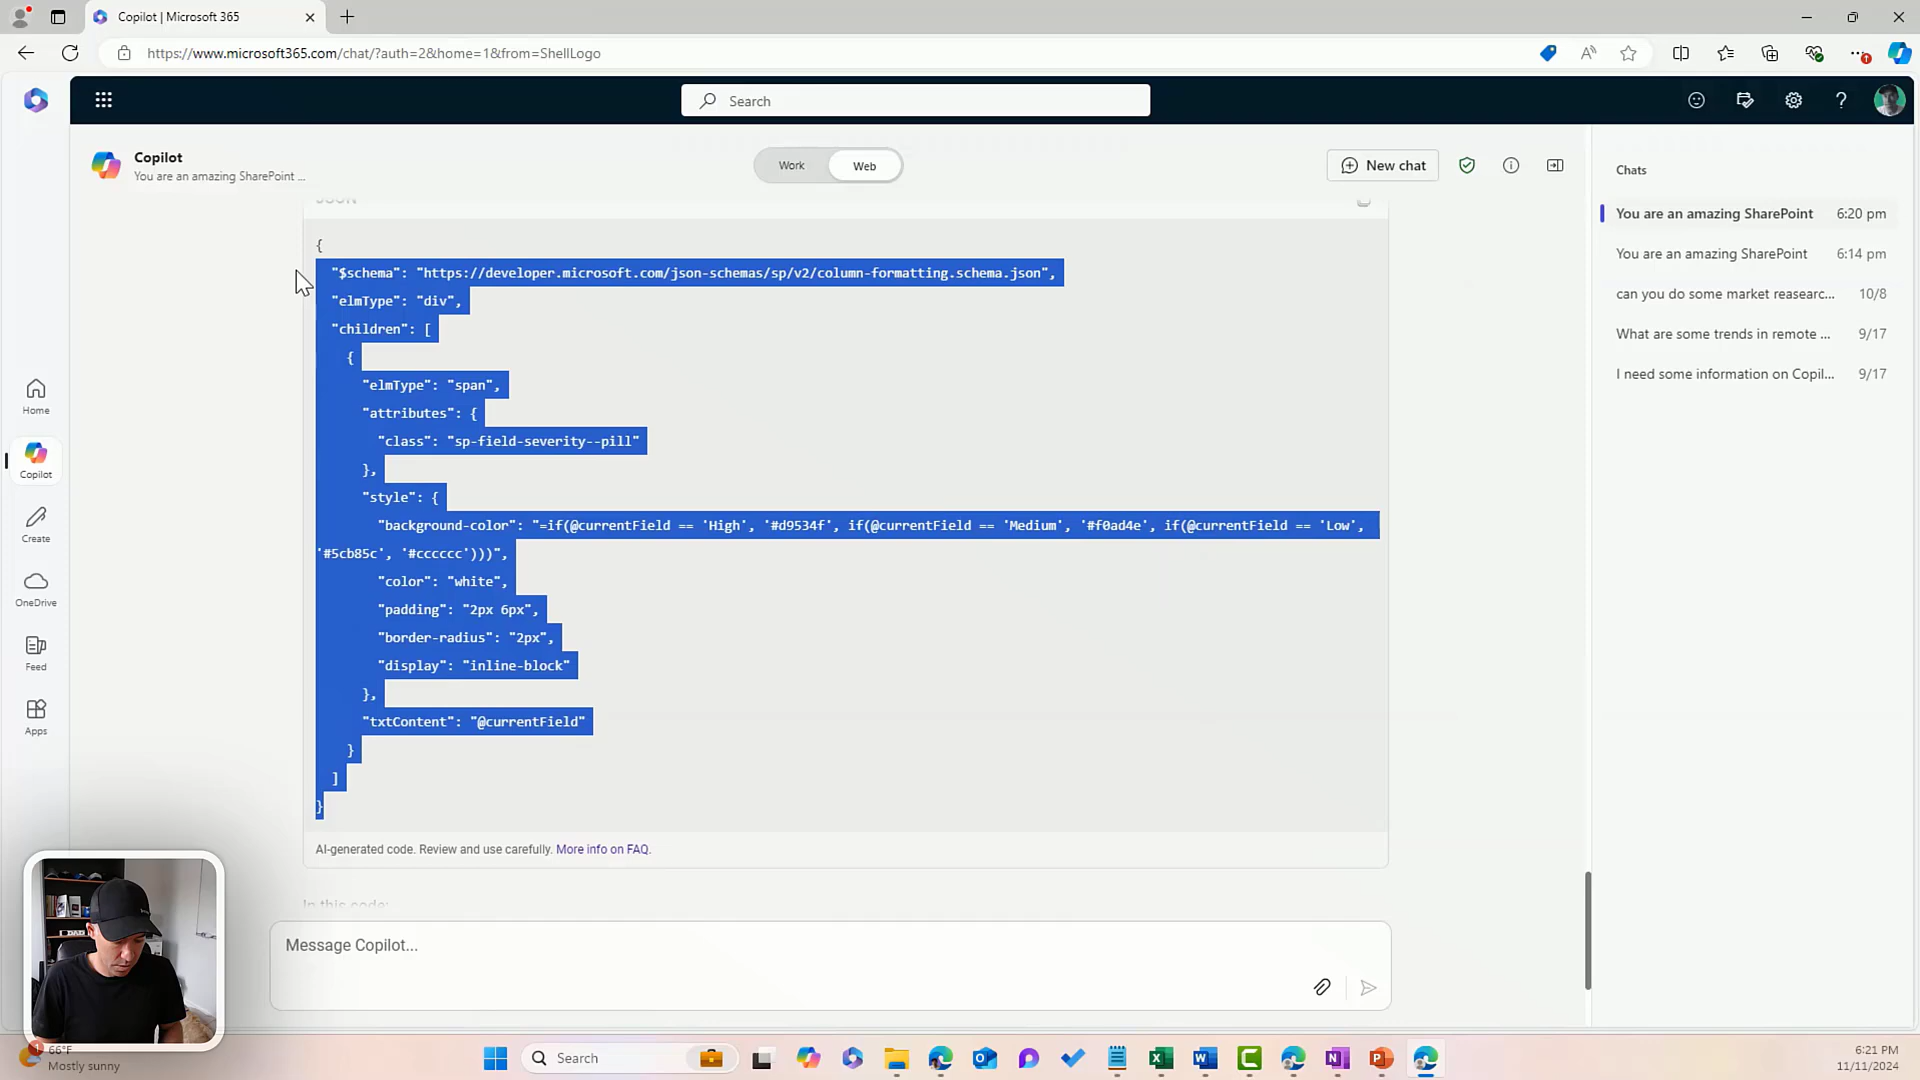 Copilot | Microsoft 365
https://www.microsoft365.com/chat/?auth=2&home=1&from=ShellLogo
Search
Copilot
You are an amazing SharePoint ...
Work
Web
New chat
Chats
You are an amazing SharePoint 6:20 pm
You are an amazing SharePoint 6:14 pm
can you do some market reasearc... 10/8
What are some trends in remote ... 9/17
I need some information on Copil... 9/17
Home
Copilot
Create
OneDrive
Feed
Apps
JSON
{
"$schema": "https://developer.microsoft.com/json-schemas/sp/v2/column-formatting.schema.json",
"elmType": "div",
"children": [
{
"elmType": "span",
"attributes": {
"class": "sp-field-severity--pill"
},
"style": {
"background-color": "=if(@currentField == 'High', '#d9534f', if(@currentField == 'Medium', '#f0ad4e', if(@currentField == 'Low',
'#5cb85c', '#cccccc')))",
"color": "white",
"padding": "2px 6px",
"border-radius": "2px",
"display": "inline-block"
},
"txtContent": "@currentField"
}
]
}
AI-generated code. Review and use carefully. More info on FAQ.
In this code:
Message Copilot...
66°F
Mostly sunny
Search
6:21 PM
11/11/2024